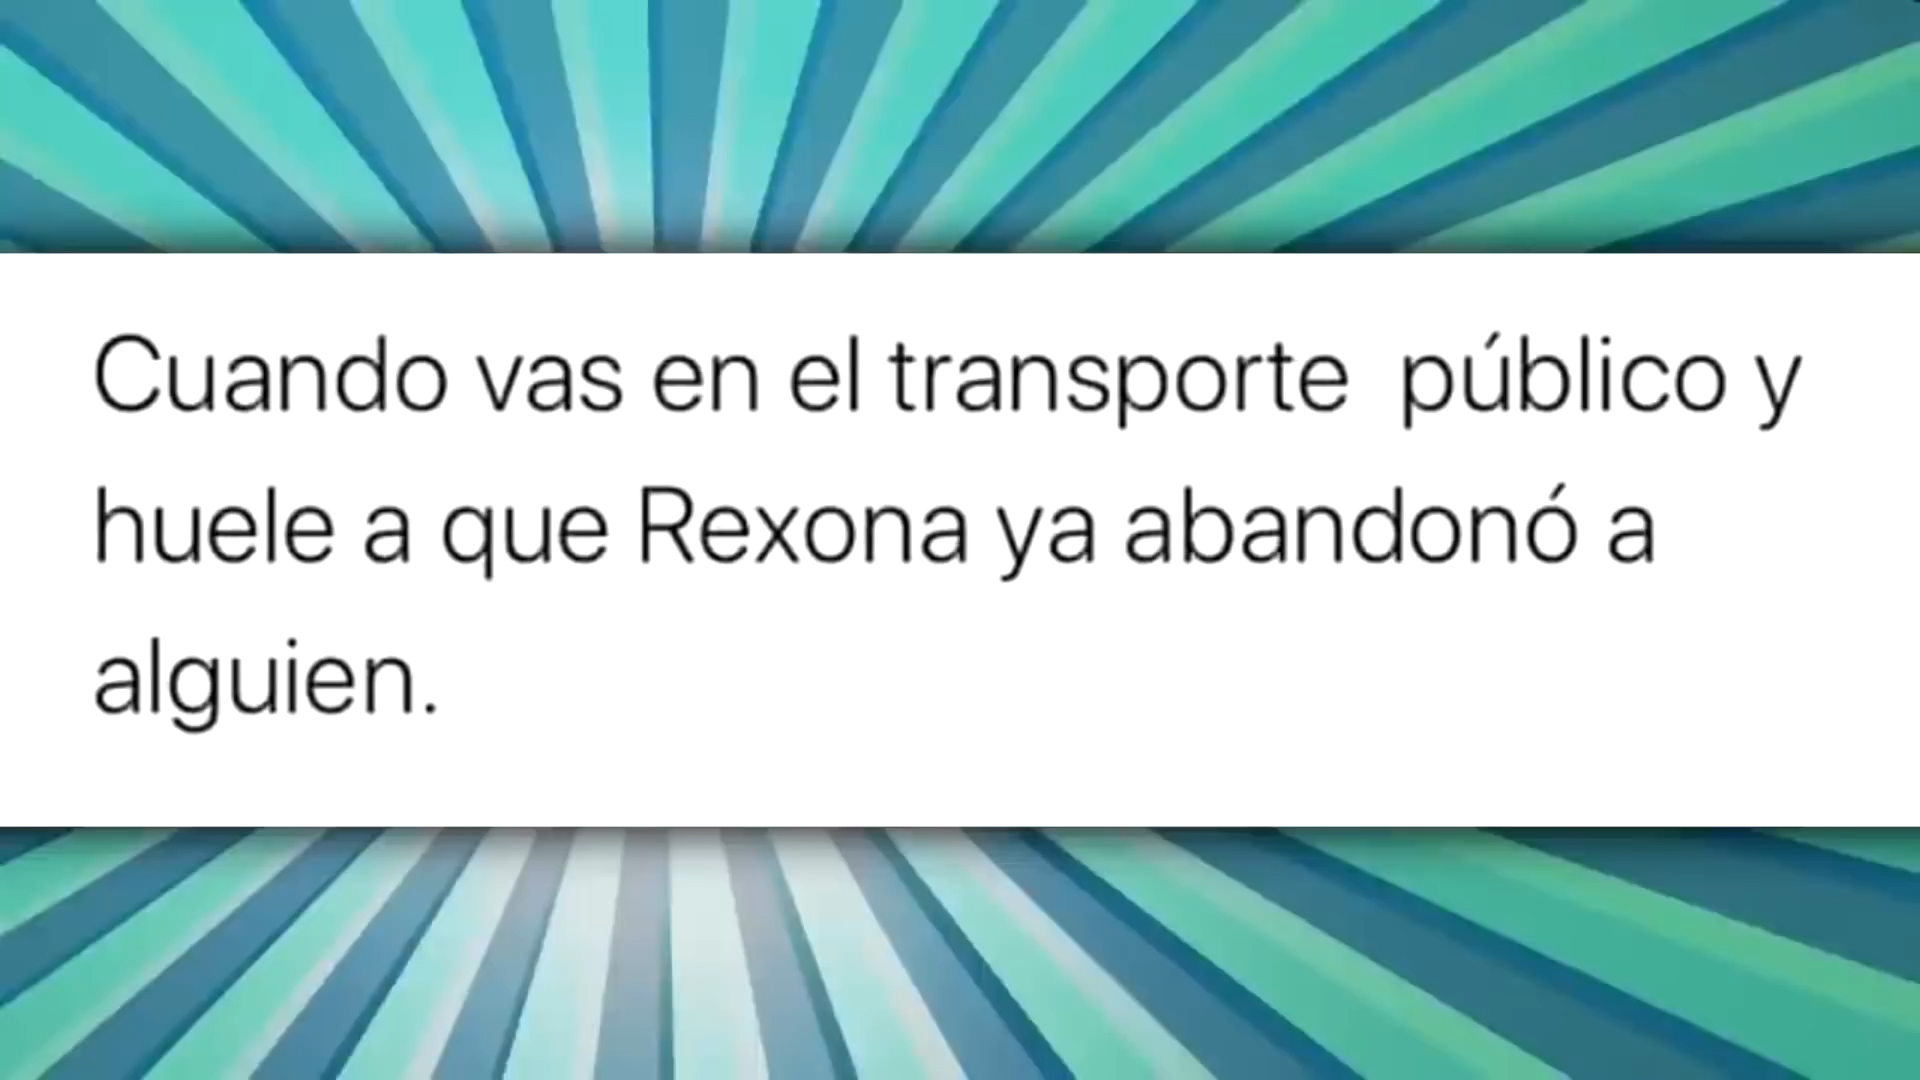 Cuando vas en el transporte público y
huele a que Rexona ya abandonó a
alguien.